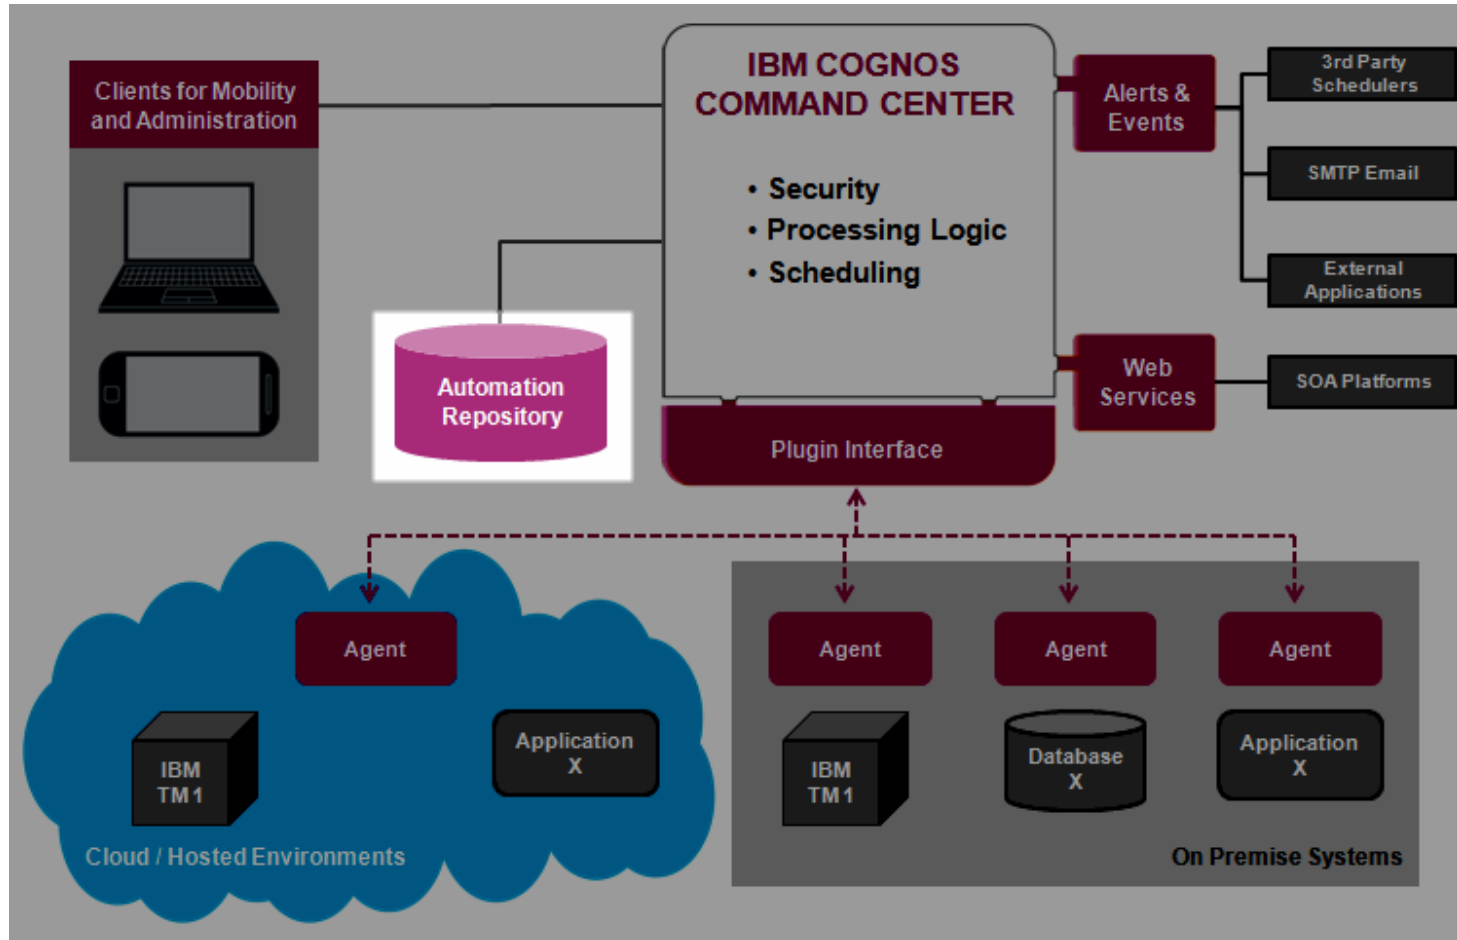 Clients for Mobility
and Administration
IBM COGNOS
COMMAND CENTER
• Security
• Processing Logic
• Scheduling
Alerts &
Events
3rd Party
Schedulers
SMTP Email
External
Applications
Web
Services
SOA Platforms
Automation
Repository
Plugin Interface
Agent
IBM
TM1
Application
X
Cloud / Hosted Environments
Agent
Agent
Agent
IBM
TM1
Database
X
Application
X
On Premise Systems